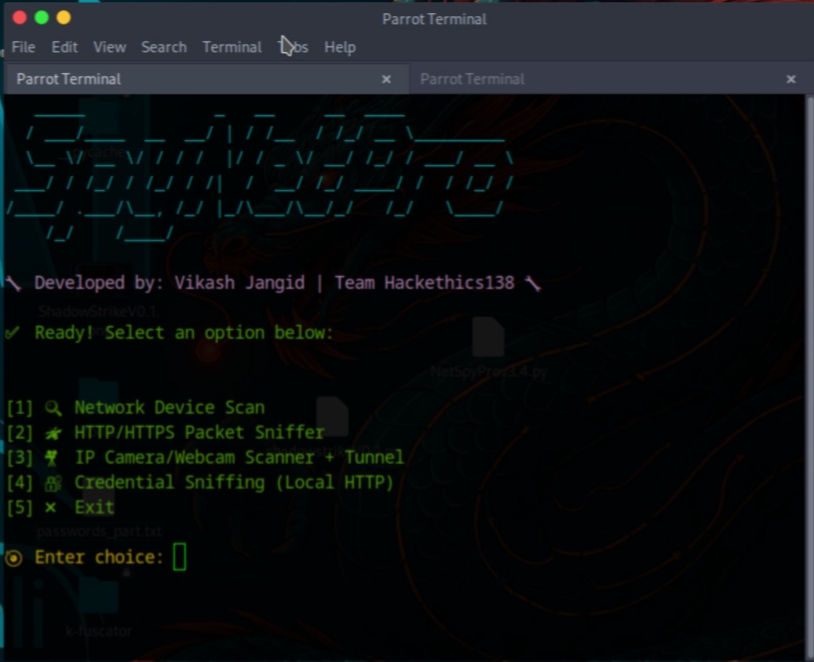 Parrot Terminal
File Edit View Search Terminal Tabs Help
Parrot Terminal × Parrot Terminal ×
SpyNetPro
Developed by: Vikash Jangid | Team Hackethics138
✓ Ready! Select an option below:
ShadowStrikeV0.1,
NetSpyProv3.4.py
[1] Network Device Scan
[2] HTTP/HTTPS Packet Sniffer
[3] IP Camera/Webcam Scanner + Tunnel
[4] Credential Sniffing (Local HTTP)
[5] × Exit
passwords_part.txt
Enter choice:
k-fuscator